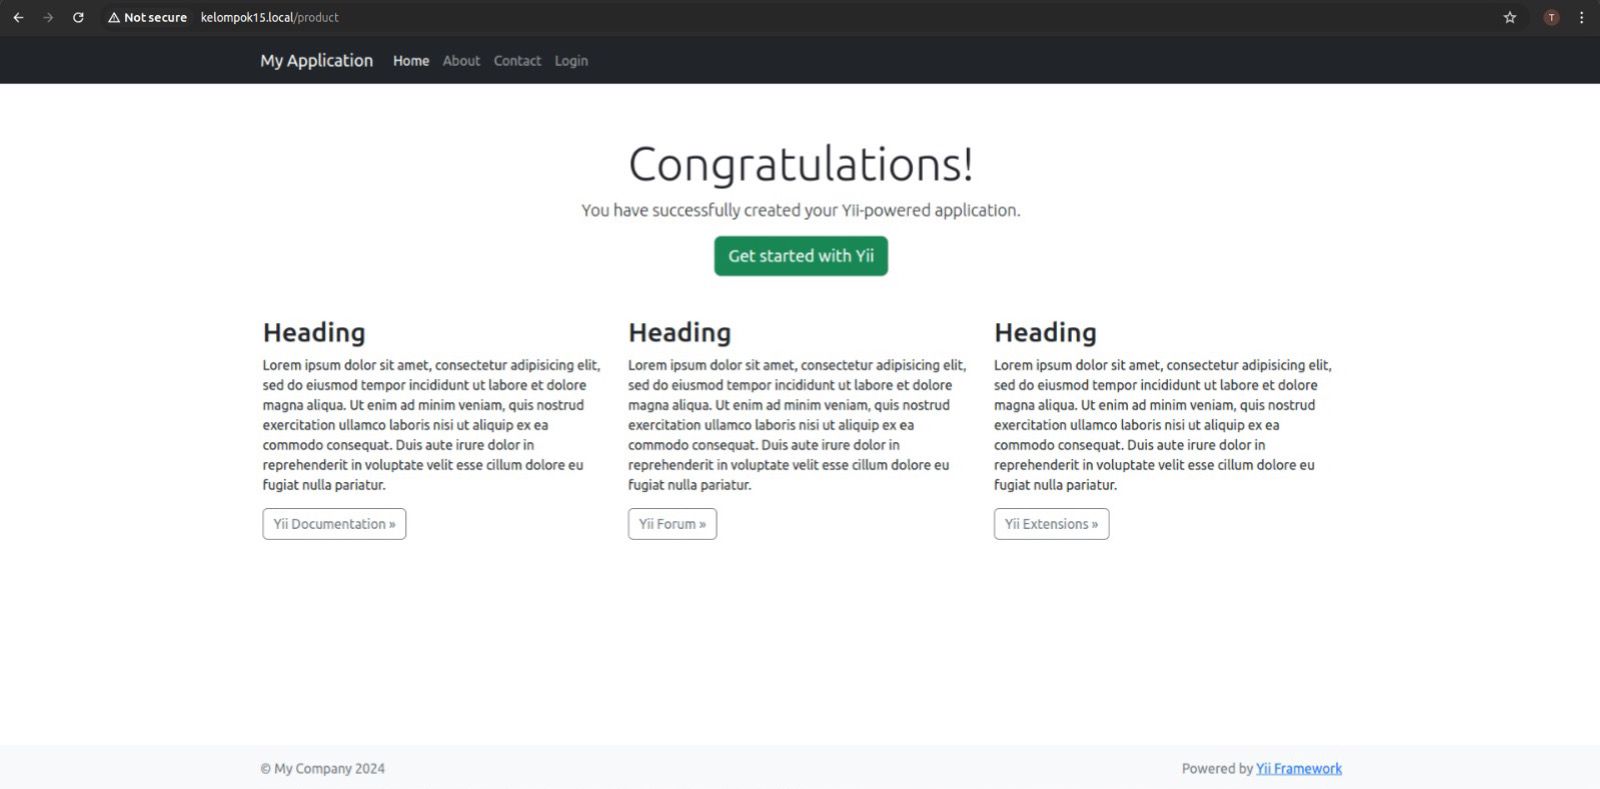 Not secure kelompok15.local/product T
My Application Home About Contact Login
Congratulations!
You have successfully created your Yii-powered application.
Get started with Yii
Heading
Lorem ipsum dolor sit amet, consectetur adipisicing elit,
sed do eiusmod tempor incididunt ut labore et dolore
magna aliqua. Ut enim ad minim veniam, quis nostrud
exercitation ullamco laboris nisi ut aliquip ex ea
commodo consequat. Duis aute irure dolor in
reprehenderit in voluptate velit esse cillum dolore eu
fugiat nulla pariatur.
Yii Documentation »
Heading
Lorem ipsum dolor sit amet, consectetur adipisicing elit,
sed do eiusmod tempor incididunt ut labore et dolore
magna aliqua. Ut enim ad minim veniam, quis nostrud
exercitation ullamco laboris nisi ut aliquip ex ea
commodo consequat. Duis aute irure dolor in
reprehenderit in voluptate velit esse cillum dolore eu
fugiat nulla pariatur.
Yii Forum »
Heading
Lorem ipsum dolor sit amet, consectetur adipisicing elit,
sed do eiusmod tempor incididunt ut labore et dolore
magna aliqua. Ut enim ad minim veniam, quis nostrud
exercitation ullamco laboris nisi ut aliquip ex ea
commodo consequat. Duis aute irure dolor in
reprehenderit in voluptate velit esse cillum dolore eu
fugiat nulla pariatur.
Yii Extensions »
© My Company 2024
Powered by Yii Framework